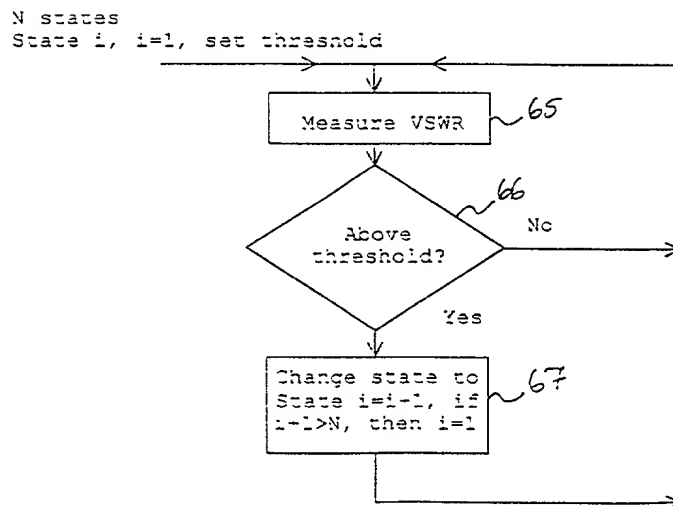 N states
State i, i=1, set threshold
Measure VSWR
65
66
Above
threshold?
No
Yes
Change state to
State i=i+1, if
i+1>N, then i=1
67